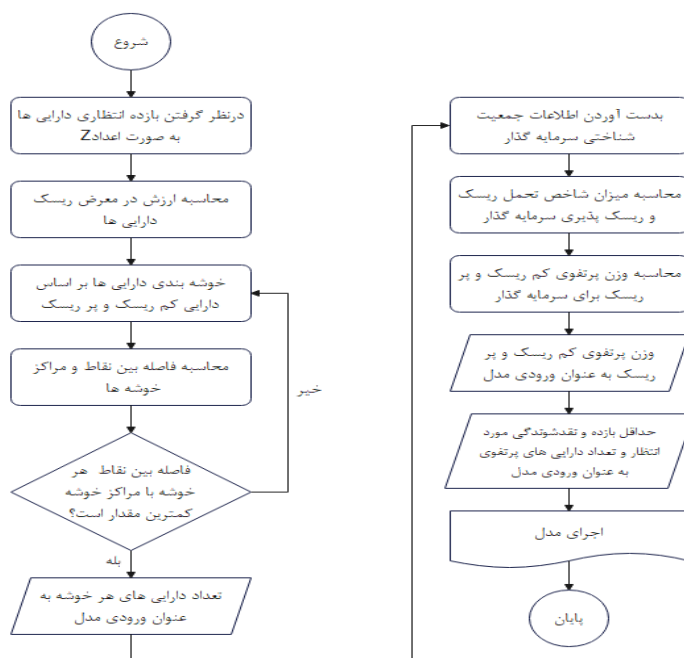 شروع
درنظر گرفتن بازده انتظاری دارایی ها
به صورت اعدادZ
محاسبه ارزش در معرض ریسک
دارایی ها
خوشه بندی دارایی ها بر اساس
دارایی کم ریسک و پر ریسک
محاسبه فاصله بین نقاط و مراکز
خوشه ها
خیر
فاصله بین نقاط هر
خوشه با مراکز خوشه
کمترین مقدار است؟
بله
تعداد دارایی های هر خوشه به
عنوان ورودی مدل
بدست آوردن اطلاعات جمعیت
شناختی سرمایه گذار
محاسبه میزان شاخص تحمل ریسک
و ریسک پذیری سرمایه گذار
محاسبه وزن پرتفوی کم ریسک و پر
ریسک برای سرمایه گذار
وزن پرتفوی کم ریسک و پر
ریسک به عنوان ورودی مدل
حداقل بازده و نقدشوندگی مورد
انتظار و تعداد دارایی های پرتفوی
به عنوان ورودی مدل
اجرای مدل
پایان